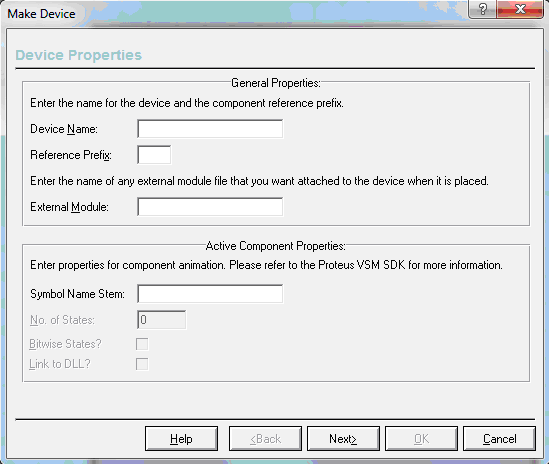 Make Device
?
Device Properties
General Properties:
Enter the name for the device and the component reference prefix.
Device Name:
Reference Prefix:
Enter the name of any external module file that you want attached to the device when it is placed.
External Module:
Active Component Properties:
Enter properties for component animation. Please refer to the Proteus VSM SDK for more information.
Symbol Name Stem:
No. of States: 0
Bitwise States?
Link to DLL?
Help <Back Next> OK Cancel